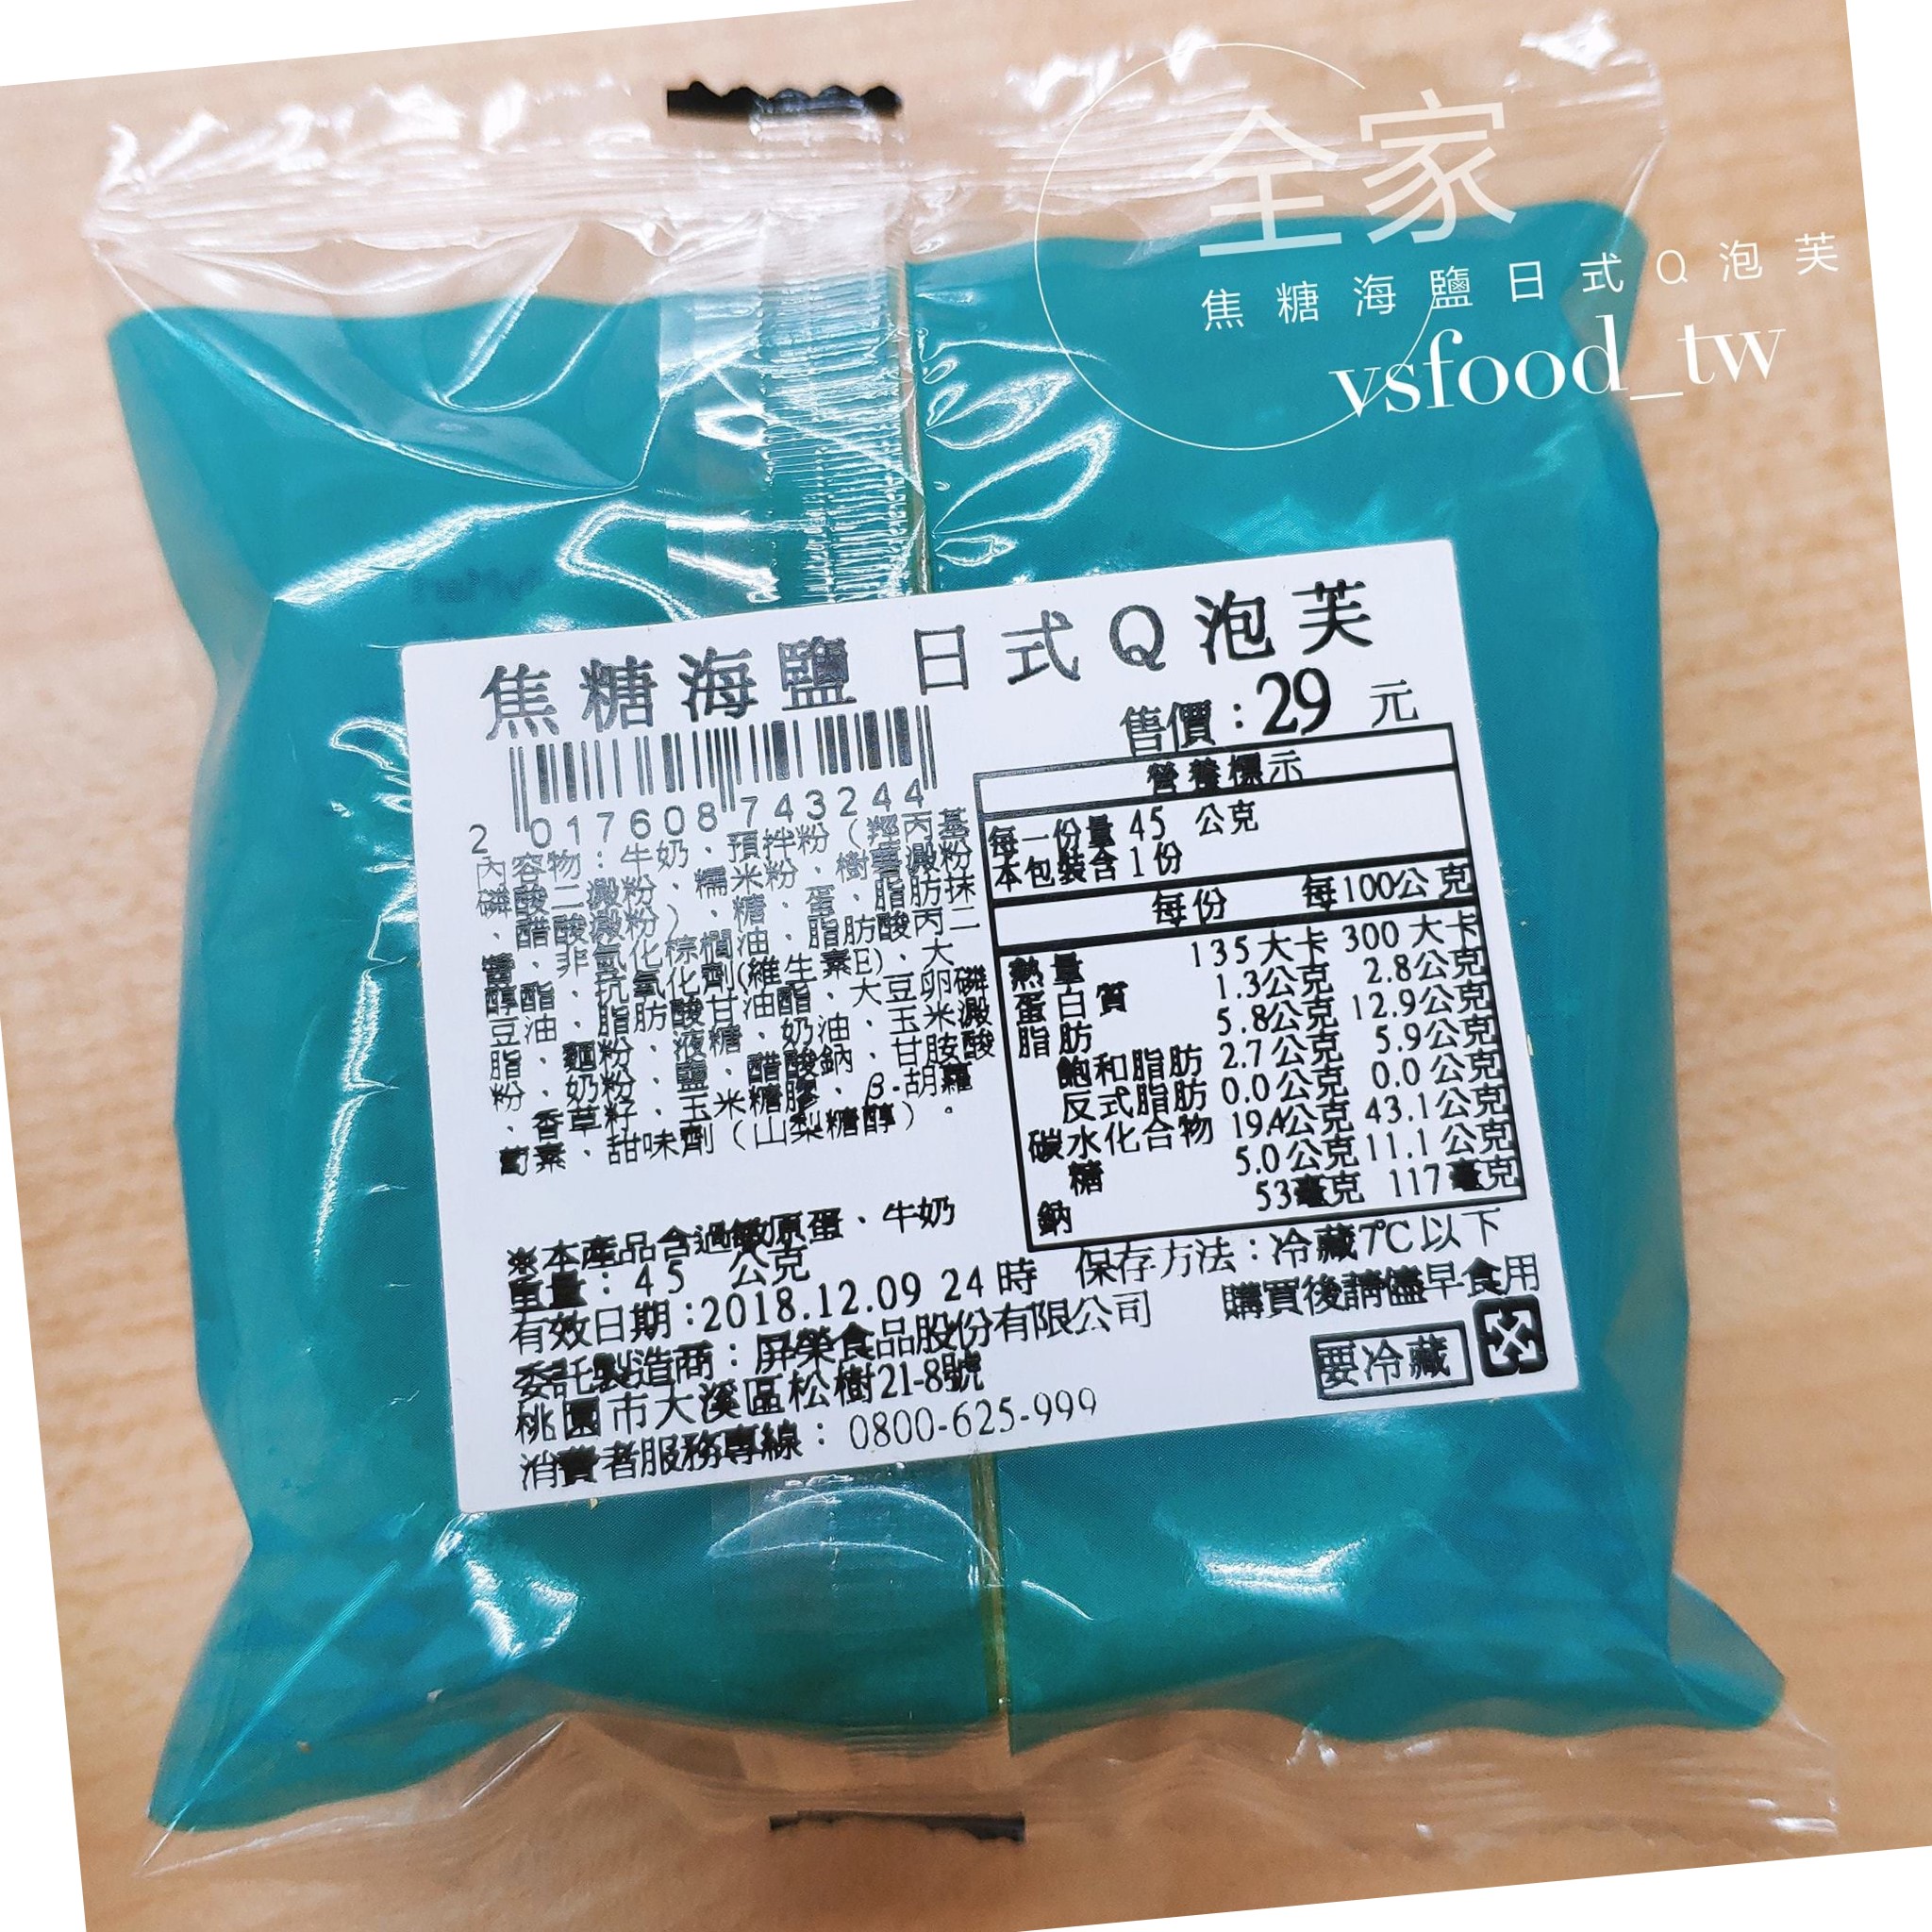 全家
焦糖海鹽日式Q泡芙
vsfood_tw
焦糖海鹽 日式Q泡芙
售價：29 元
2 017608 743244
內容物：牛奶、預拌粉（羥丙基
磷酸二澱粉、糯米粉、樹薯澱粉
、醋酸澱粉)、糖、蛋、脂肪抹
醬、非氫化棕櫚油、脂肪酸丙二
醇酯、抗氧化劑(維生素E)、大
豆油、脂肪酸甘油酯、大豆卵磷
脂、麵粉、液糖、奶油、玉米澱
粉、奶粉、鹽、醋酸鈉、甘胺酸
、香草籽、玉米糖膠、β-胡蘿
蔔素、甜味劑（山梨糖醇）。
營養標示
每一份量 45 公克
本包裝含 1 份
每份 每100公克
熱量 135 大卡 300 大卡
蛋白質 1.3公克 2.8公克
脂肪 5.8公克 12.9公克
飽和脂肪 2.7公克 5.9公克
反式脂肪 0.0公克 0.0公克
碳水化合物 19.4公克 43.1公克
糖 5.0公克 11.1公克
鈉 53毫克 117毫克
※本產品含過敏原蛋、牛奶
重量：45 公克
有效日期:2018.12.09 24時
保存方法：冷藏7℃以下
購買後請儘早食用
委託製造商：屏榮食品股份有限公司
桃園市大溪區松樹21-8號
消費者服務專線：0800-625-999
要冷藏